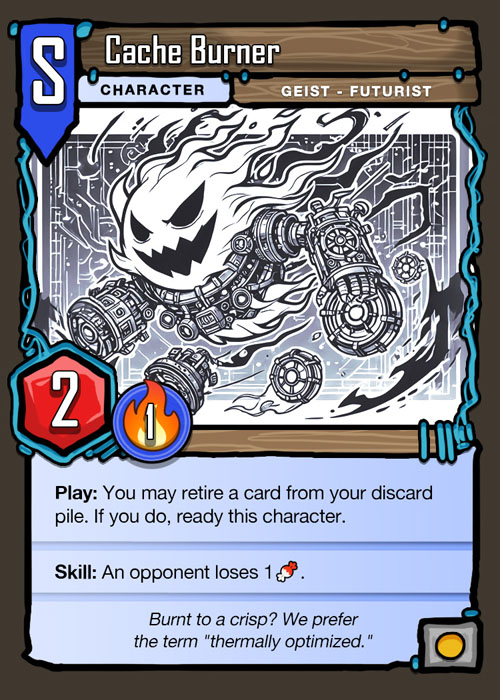 S
Cache Burner
CHARACTER
GEIST - FUTURIST
2
1
Play: You may retire a card from your discard
pile. If you do, ready this character.
Skill: An opponent loses 1 .
Burnt to a crisp? We prefer
the term "thermally optimized."